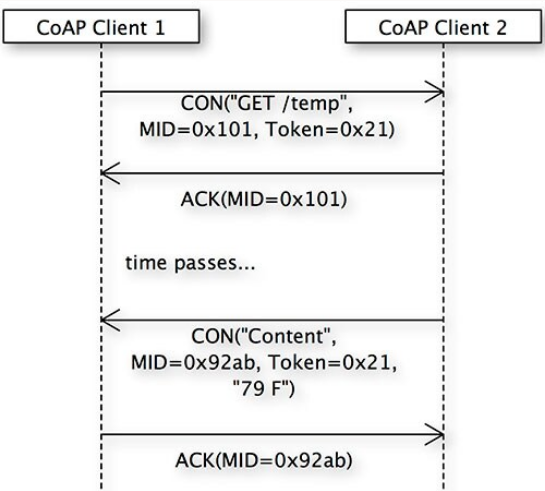 CoAP Client 1
CoAP Client 2
CON("GET /temp",
MID=0x101, Token=0x21)
ACK(MID=0x101)
time passes...
CON("Content",
MID=0x92ab, Token=0x21,
"79 F")
ACK(MID=0x92ab)